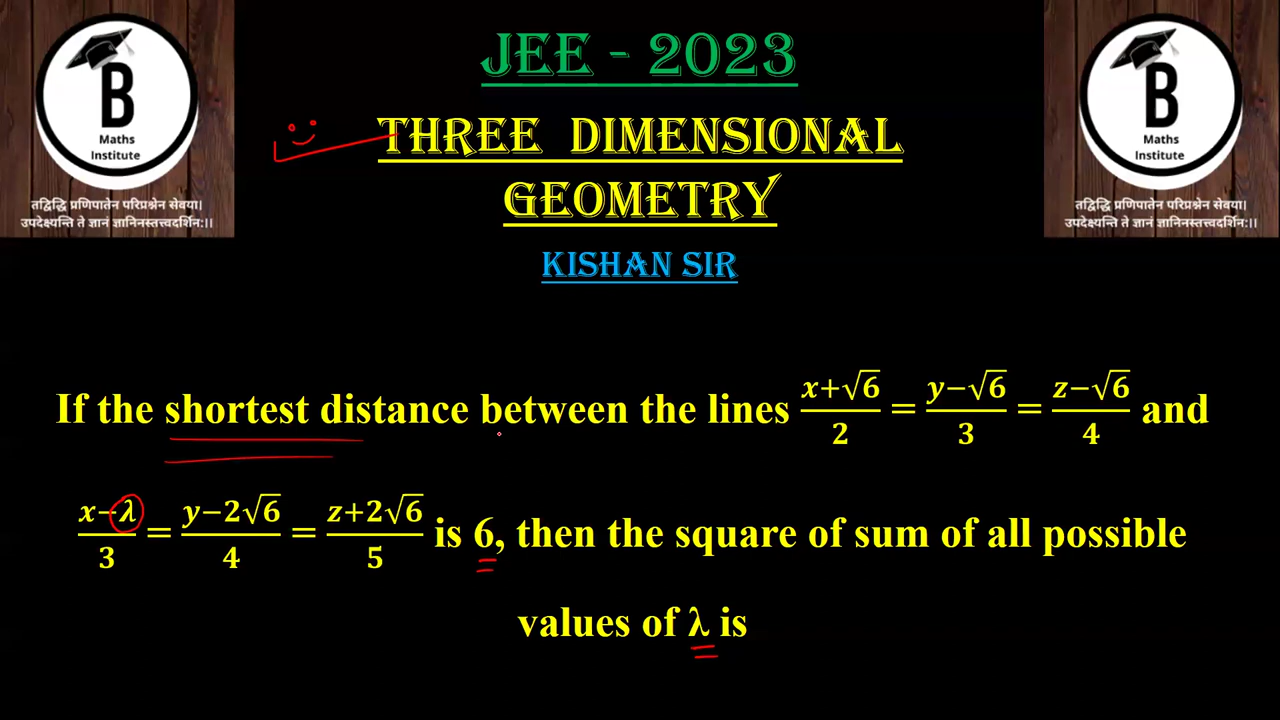 JEE - 2023
THREE DIMENSIONAL
GEOMETRY
KISHAN SIR
B
Maths
Institute
तद्विद्धि प्रणिपातेन परिप्रश्नेन सेवया।
उपदेक्ष्यन्ति ते ज्ञानं ज्ञानिनस्तत्त्वदर्शिन:।।
B
Maths
Institute
तद्विद्धि प्रणिपातेन परिप्रश्नेन सेवया।
उपदेक्ष्यन्ति ते ज्ञानं ज्ञानिनस्तत्त्वदर्शिन:।।
If the shortest distance between the lines (x+√6)/2 = (y−√6)/3 = (z−√6)/4 and
(x−λ)/3 = (y−2√6)/4 = (z+2√6)/5 is 6, then the square of sum of all possible
values of λ is